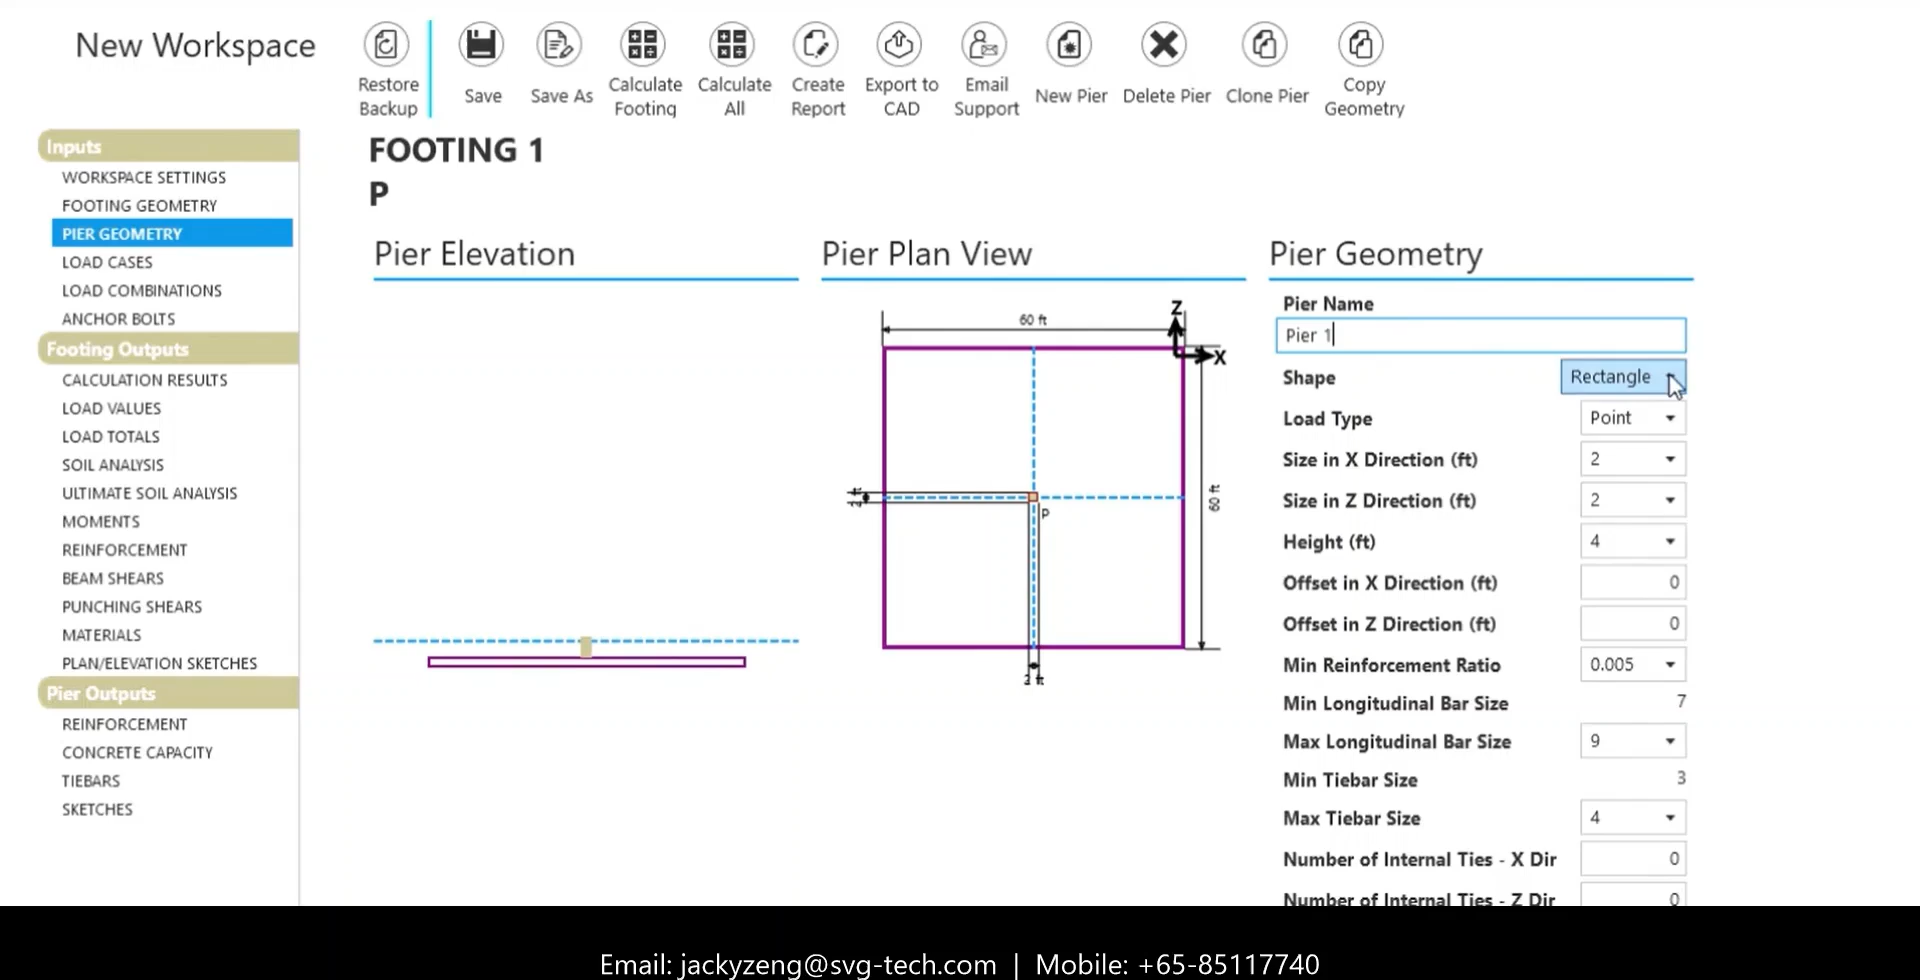 New Workspace
Restore Backup
Save
Save As
Calculate Footing
Calculate All
Create Report
Export to CAD
Email Support
New Pier
Delete Pier
Clone Pier
Copy Geometry
Inputs
WORKSPACE SETTINGS
FOOTING GEOMETRY
PIER GEOMETRY
LOAD CASES
LOAD COMBINATIONS
ANCHOR BOLTS
Footing Outputs
CALCULATION RESULTS
LOAD VALUES
LOAD TOTALS
SOIL ANALYSIS
ULTIMATE SOIL ANALYSIS
MOMENTS
REINFORCEMENT
BEAM SHEARS
PUNCHING SHEARS
MATERIALS
PLAN/ELEVATION SKETCHES
Pier Outputs
REINFORCEMENT
CONCRETE CAPACITY
TIEBARS
SKETCHES
FOOTING 1
P
Pier Elevation
Pier Plan View
60 ft
Z
X
60 ft
P
2 ft
2 ft
Pier Geometry
Pier Name
Pier 1
Shape Rectangle
Load Type Point
Size in X Direction (ft) 2
Size in Z Direction (ft) 2
Height (ft) 4
Offset in X Direction (ft) 0
Offset in Z Direction (ft) 0
Min Reinforcement Ratio 0.005
Min Longitudinal Bar Size 7
Max Longitudinal Bar Size 9
Min Tiebar Size 3
Max Tiebar Size 4
Number of Internal Ties - X Dir 0
Number of Internal Ties - Z Dir 0
Email: jackyzeng@svg-tech.com | Mobile: +65-85117740